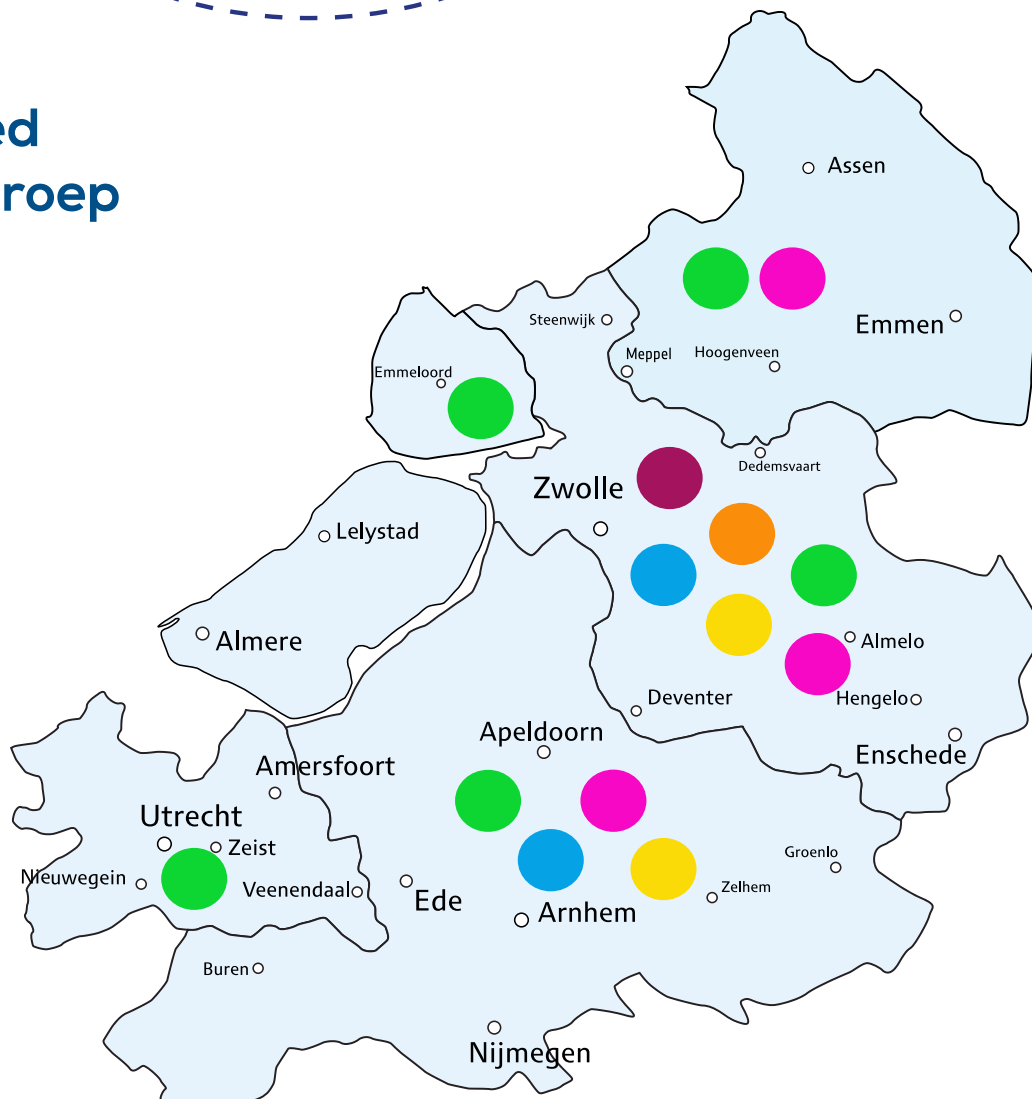 ed
roep
Assen
Emmen
Steenwijk
Meppel
Hoogenveen
Emmeloord
Dedemsvaart
Zwolle
Lelystad
Almere
Almelo
Hengelo
Deventer
Enschede
Apeldoorn
Amersfoort
Utrecht
Zeist
Nieuwegein
Veenendaal
Ede
Arnhem
Groenlo
Zelhem
Buren
Nijmegen